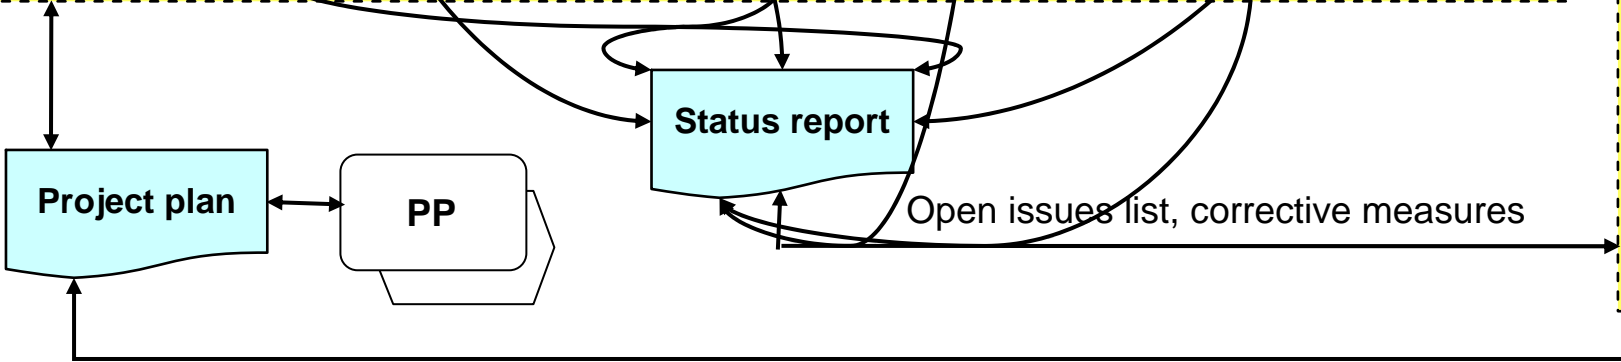 Status report
Project plan
PP
Open issues list, corrective measures